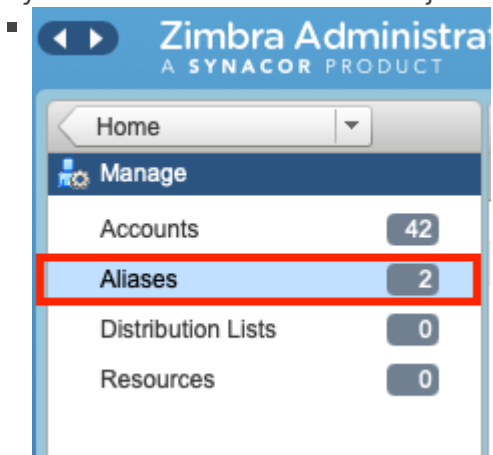 Zimbra Administra
A SYNACOR PRODUCT
Home
Manage
Accounts 42
Aliases 2
Distribution Lists 0
Resources 0